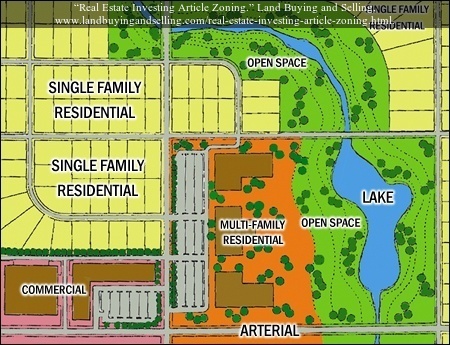 “Real Estate Investing Article Zoning.” Land Buying and Selling.
www.landbuyingandselling.com/real-estate-investing-article-zoning.html
SINGLE FAMILY
RESIDENTIAL
OPEN SPACE
SINGLE FAMILY
RESIDENTIAL
SINGLE FAMILY
RESIDENTIAL
LAKE
MULTI-FAMILY
RESIDENTIAL
OPEN SPACE
COMMERCIAL
ARTERIAL